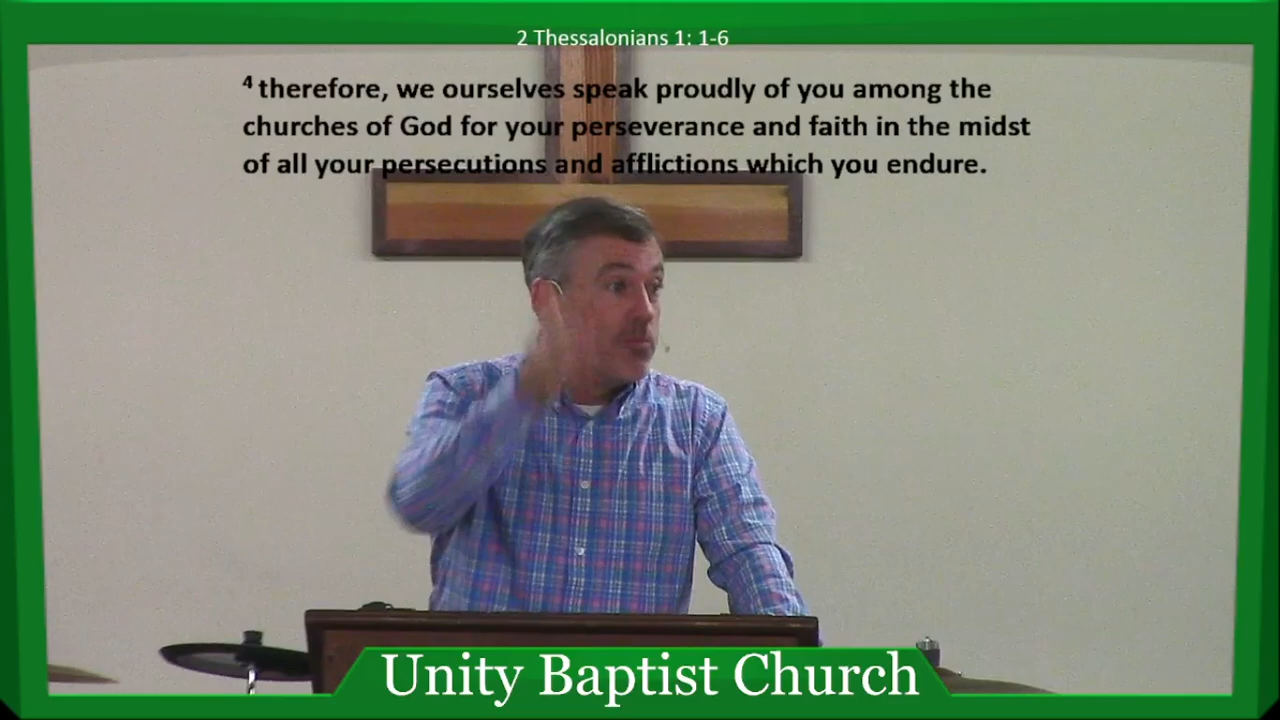 2 Thessalonians 1: 1-6
4 therefore, we ourselves speak proudly of you among the
churches of God for your perseverance and faith in the midst
of all your persecutions and afflictions which you endure.
Unity Baptist Church